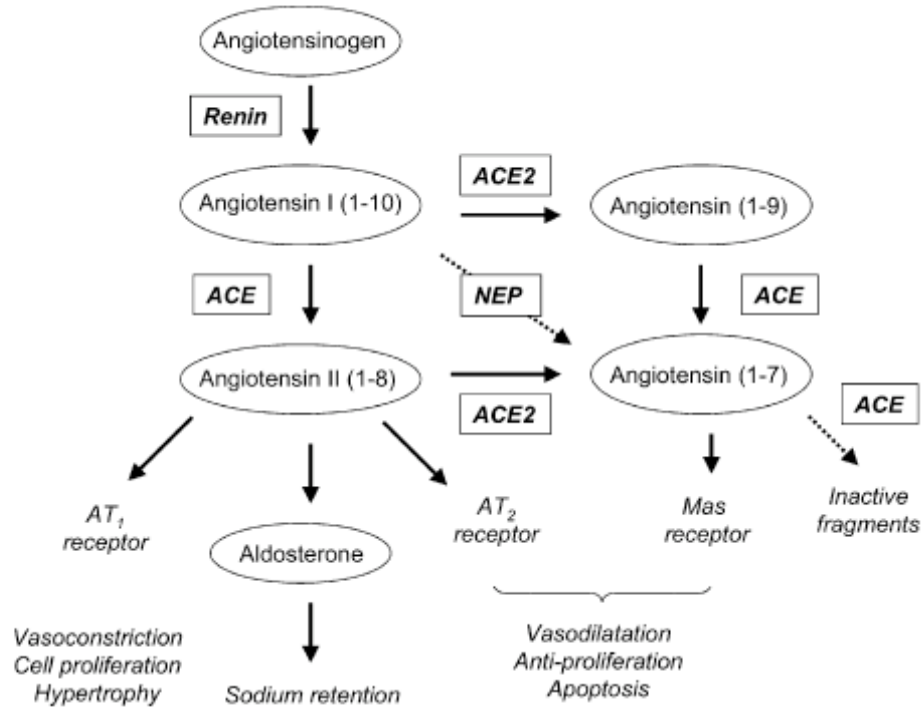 Angiotensinogen
Renin
Angiotensin I (1-10)
ACE2
Angiotensin (1-9)
ACE
NEP
ACE
Angiotensin II (1-8)
ACE2
Angiotensin (1-7)
ACE
AT1
receptor
Aldosterone
AT2
receptor
Mas
receptor
Inactive
fragments
Vasoconstriction
Cell proliferation
Hypertrophy
Sodium retention
Vasodilatation
Anti-proliferation
Apoptosis